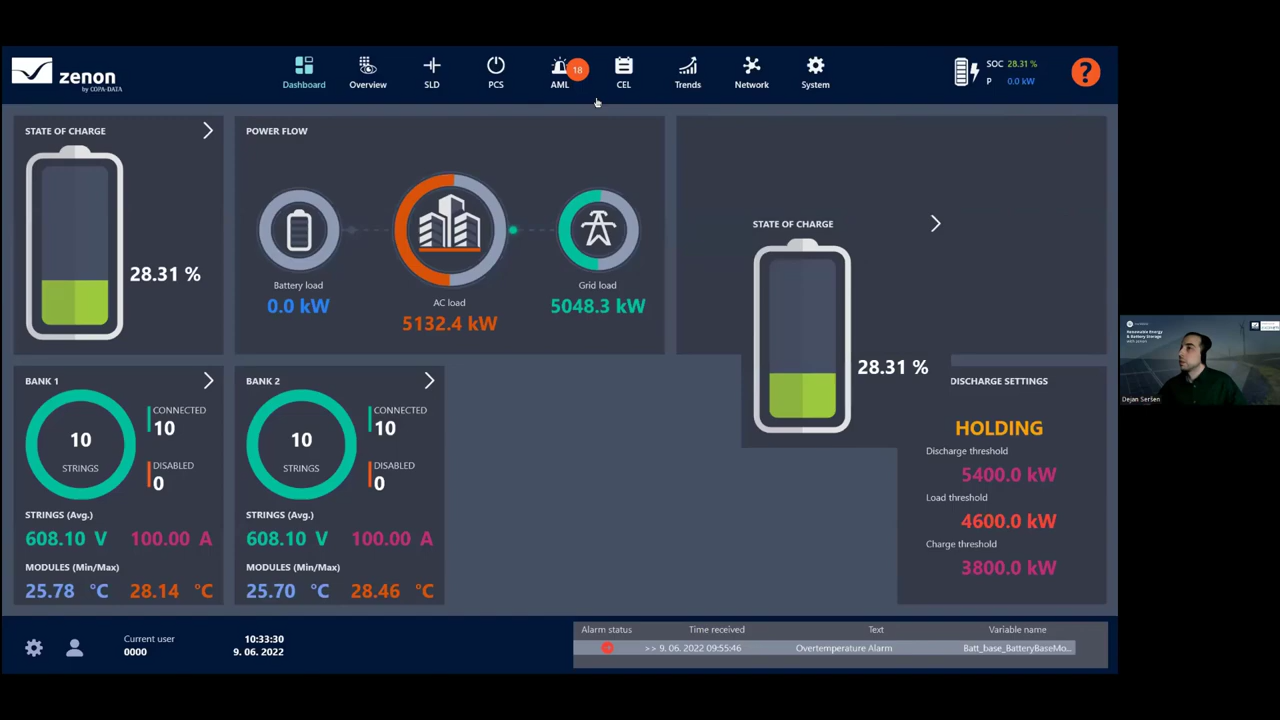 zenon
by COPA-DATA
Dashboard
Overview
SLD
PCS
AML
18
CEL
Trends
Network
System
SOC 28.31 %
P 0.0 kW
?
STATE OF CHARGE
28.31 %
POWER FLOW
Battery load
0.0 kW
AC load
5132.4 kW
Grid load
5048.3 kW
STATE OF CHARGE
28.31 %
BANK 1
10
STRINGS
CONNECTED
10
DISABLED
0
STRINGS (Avg.)
608.10 V 100.00 A
MODULES (Min/Max)
25.78 °C 28.14 °C
BANK 2
10
STRINGS
CONNECTED
10
DISABLED
0
STRINGS (Avg.)
608.10 V 100.00 A
MODULES (Min/Max)
25.70 °C 28.46 °C
DISCHARGE SETTINGS
HOLDING
Discharge threshold
5400.0 kW
Load threshold
4600.0 kW
Charge threshold
3800.0 kW
Current user
0000
10:33:30
9. 06. 2022
Alarm status Time received Text Variable name
>> 9. 06. 2022 09:55:46 Overtemperature Alarm Batt_base_BatteryBaseMo...
Renewable Energy
& Battery Storage
with zenon
Dejan Seršen